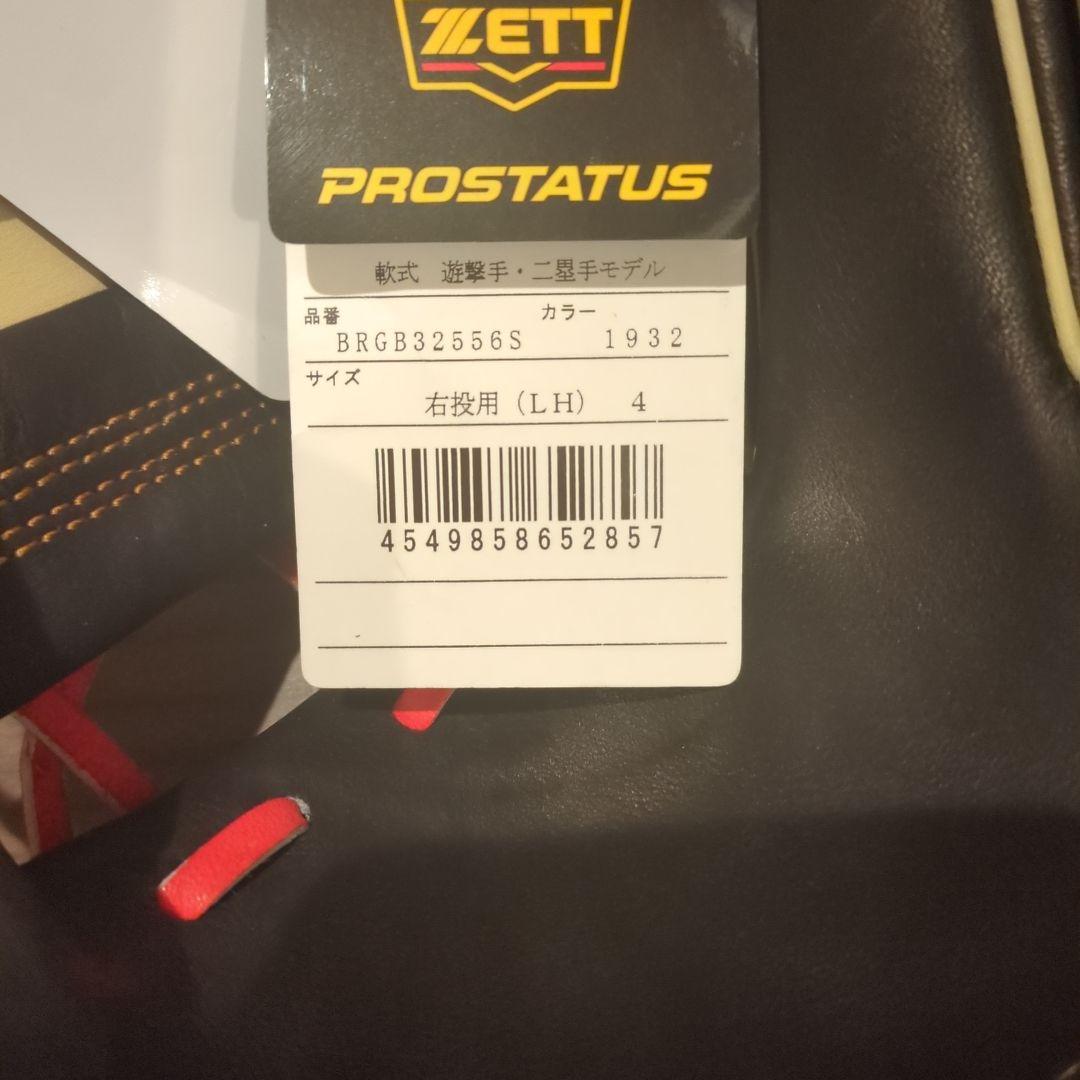 ZETT
PROSTATUS
軟式 遊撃手・二塁手モデル
品番 カラー
BRGB32556S 1932
サイズ
右投用(LH) 4
4549858652857